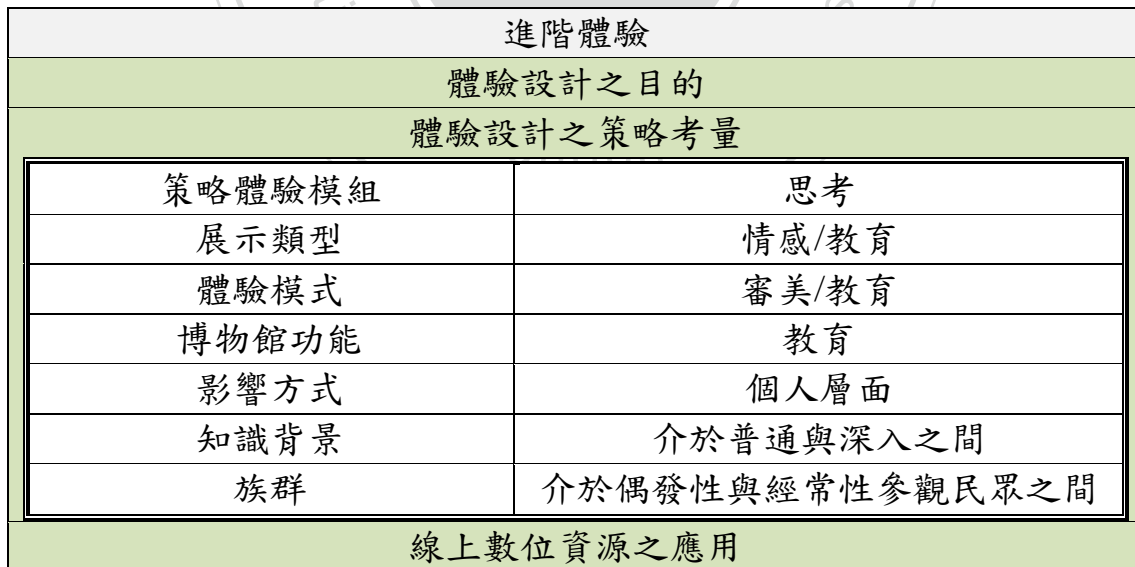 進階體驗
體驗設計之目的
體驗設計之策略考量
策略體驗模組 思考
展示類型 情感/教育
體驗模式 審美/教育
博物館功能 教育
影響方式 個人層面
知識背景 介於普通與深入之間
族群 介於偶發性與經常性參觀民眾之間
線上數位資源之應用